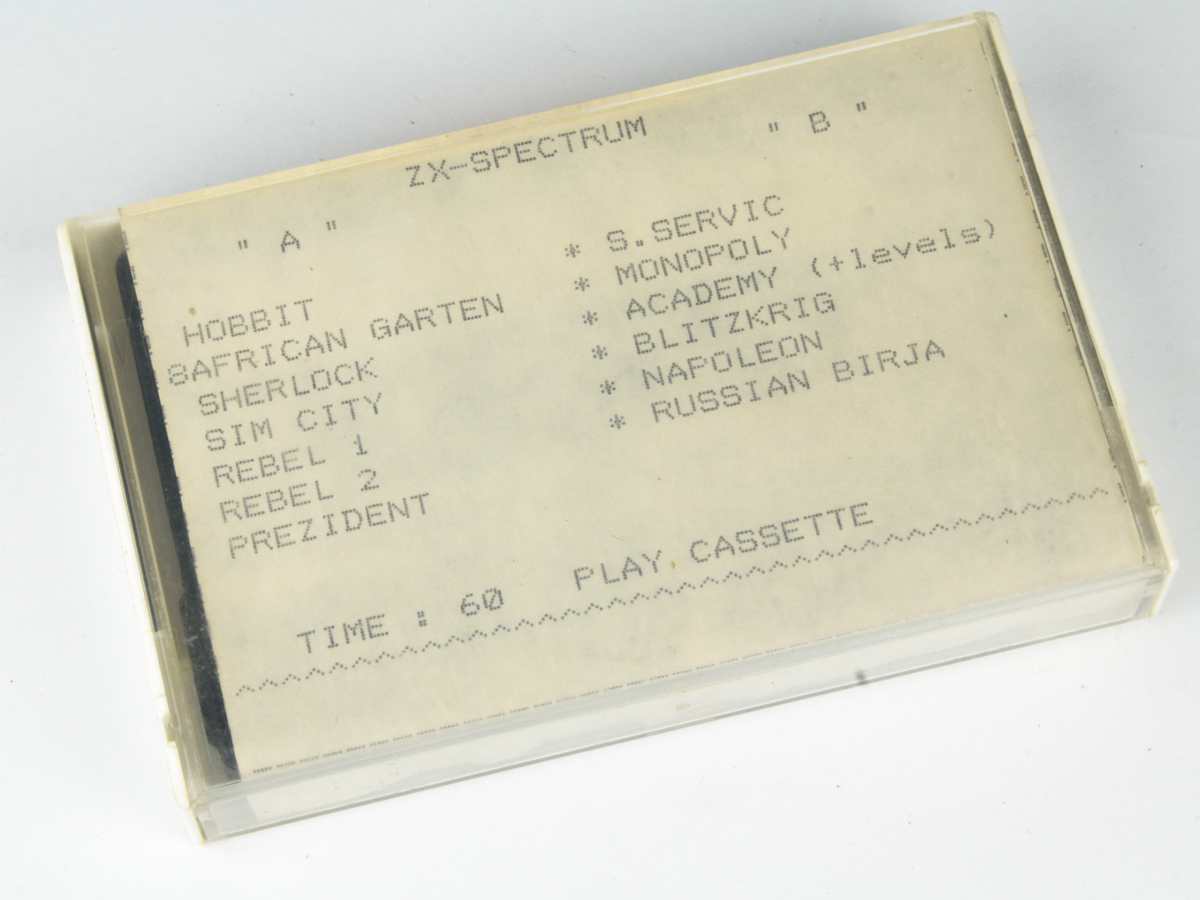 ZX-SPECTRUM
" A "
HOBBIT
8AFRICAN GARTEN
SHERLOCK
SIM CITY
REBEL 1
REBEL 2
PREZIDENT
" B "
* S.SERVIC
* MONOPOLY
* ACADEMY (+levels)
* BLITZKRIG
* NAPOLEON
* RUSSIAN BIRJA
TIME : 60 PLAY CASSETTE